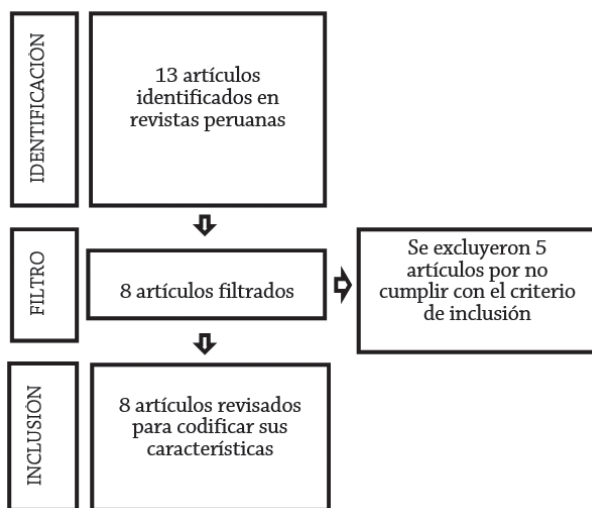 IDENTIFICACIÓN
13 artículos
identificados en
revistas peruanas
FILTRO
8 artículos filtrados
Se excluyeron 5
artículos por no
cumplir con el criterio
de inclusión
INCLUSIÓN
8 artículos revisados
para codificar sus
características